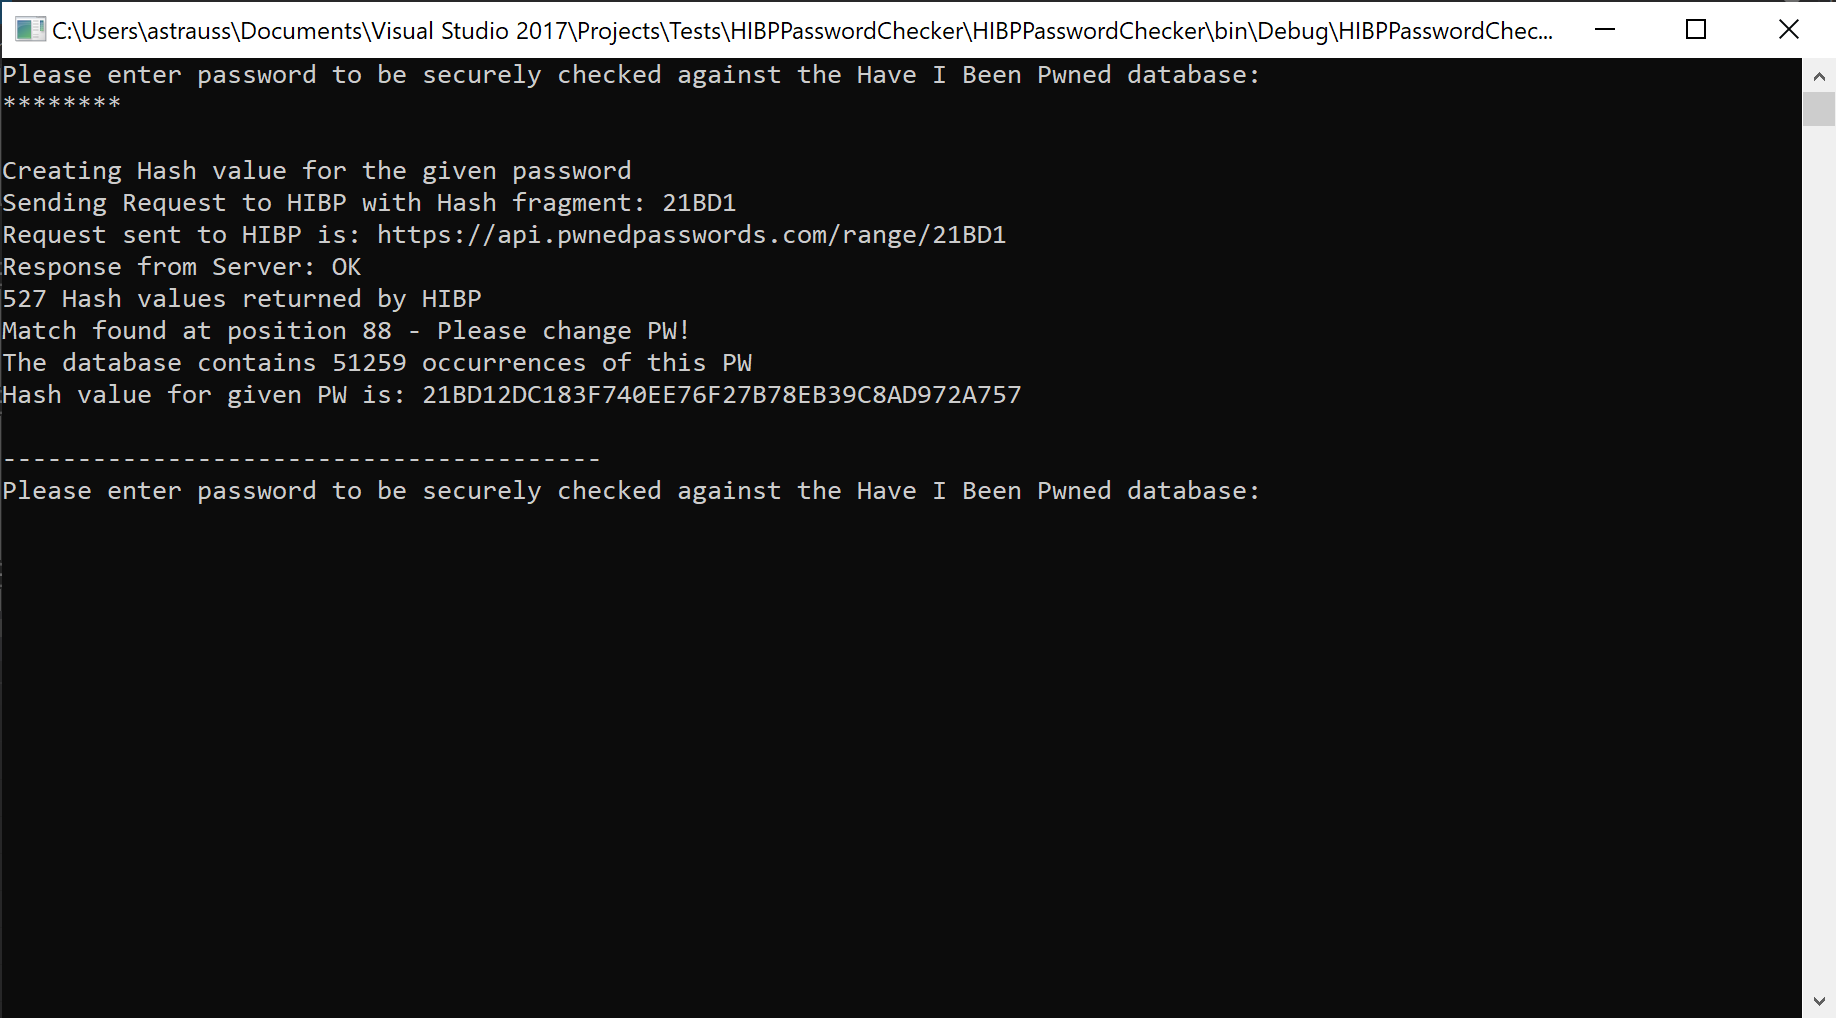 C:\Users\astrauss\Documents\Visual Studio 2017\Projects\Tests\HIBPPasswordChecker\HIBPPasswordChecker\bin\Debug\HIBPPasswordChec...
Please enter password to be securely checked against the Have I Been Pwned database:
********
Creating Hash value for the given password
Sending Request to HIBP with Hash fragment: 21BD1
Request sent to HIBP is: https://api.pwnedpasswords.com/range/21BD1
Response from Server: OK
527 Hash values returned by HIBP
Match found at position 88 - Please change PW!
The database contains 51259 occurrences of this PW
Hash value for given PW is: 21BD12DC183F740EE76F27B78EB39C8AD972A757
----------------------------------------
Please enter password to be securely checked against the Have I Been Pwned database: